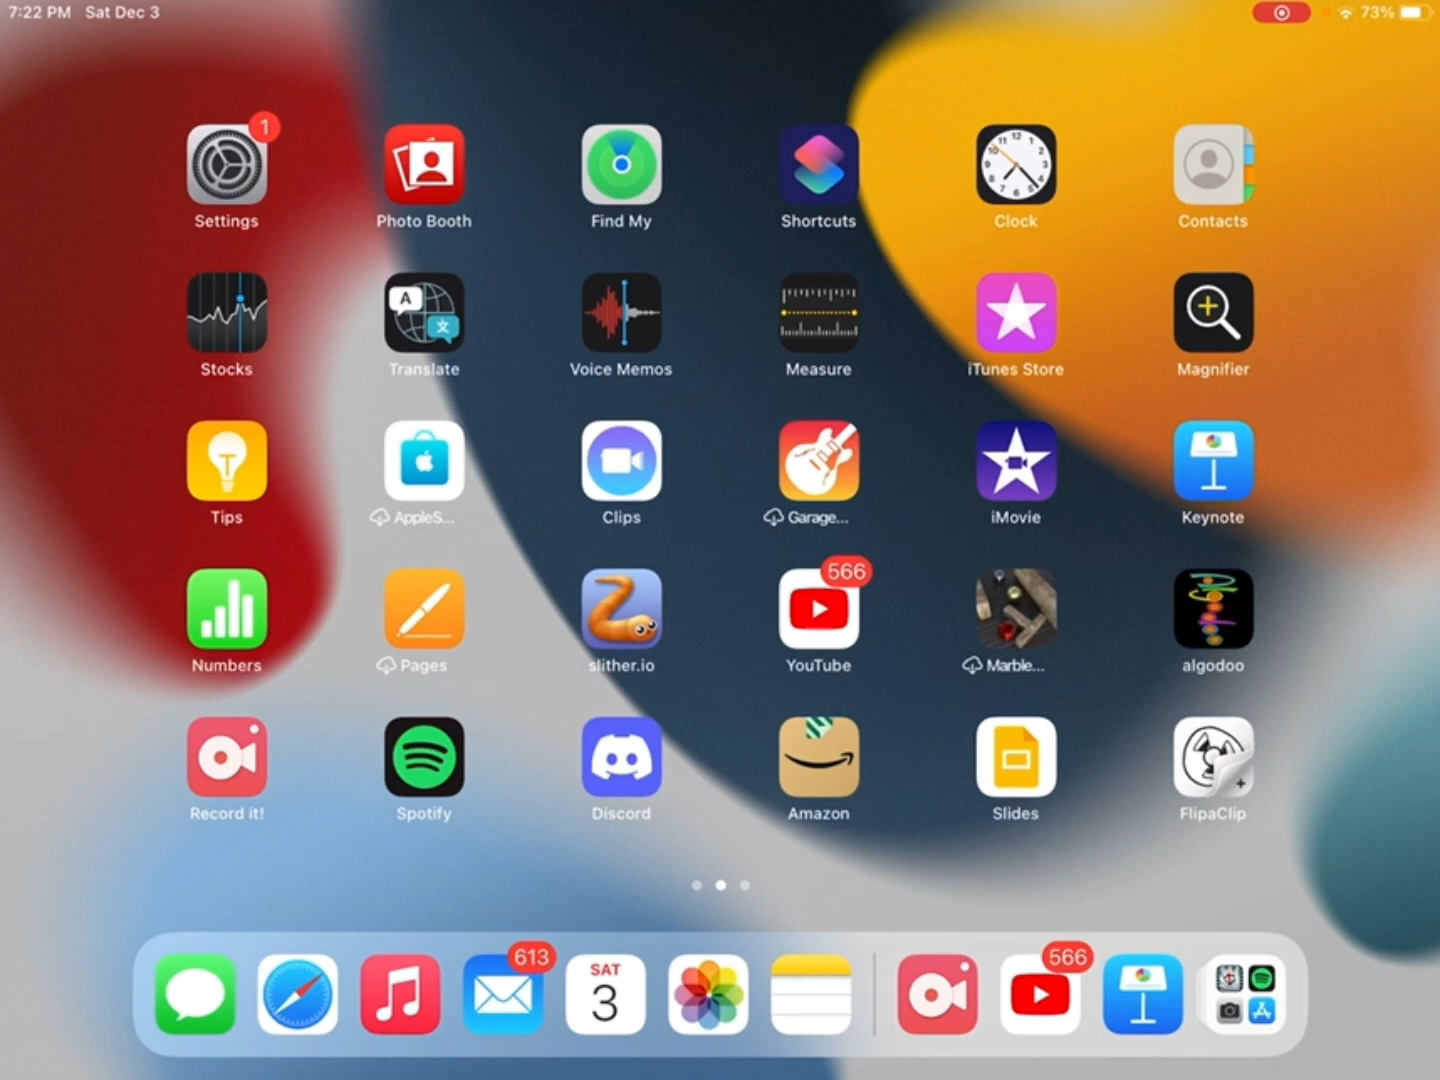 7:22 PM Sat Dec 3
73%
1
Settings
Photo Booth
Find My
Shortcuts
Clock
Contacts
Stocks
Translate
Voice Memos
Measure
iTunes Store
Magnifier
Tips
AppleS...
Clips
Garage...
iMovie
Keynote
566
Numbers
Pages
slither.io
YouTube
Marble...
algodoo
Record it!
Spotify
Discord
Amazon
Slides
FlipaClip
613
SAT
3
566